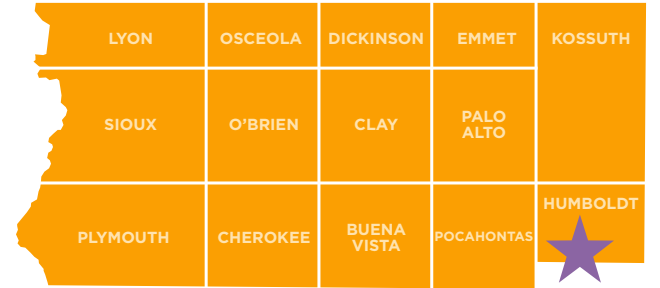 LYON
OSCEOLA
DICKINSON
EMMET
KOSSUTH
SIOUX
O’BRIEN
CLAY
PALO
ALTO
PLYMOUTH
CHEROKEE
BUENA
VISTA
POCAHONTAS
HUMBOLDT